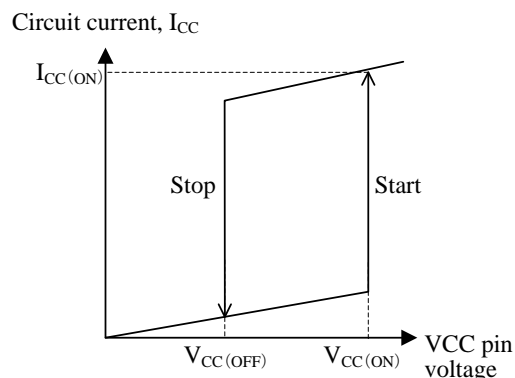 Circuit current, I_CC
I_CC(ON)
Stop
Start
V_CC(OFF)
V_CC(ON)
VCC pin
voltage